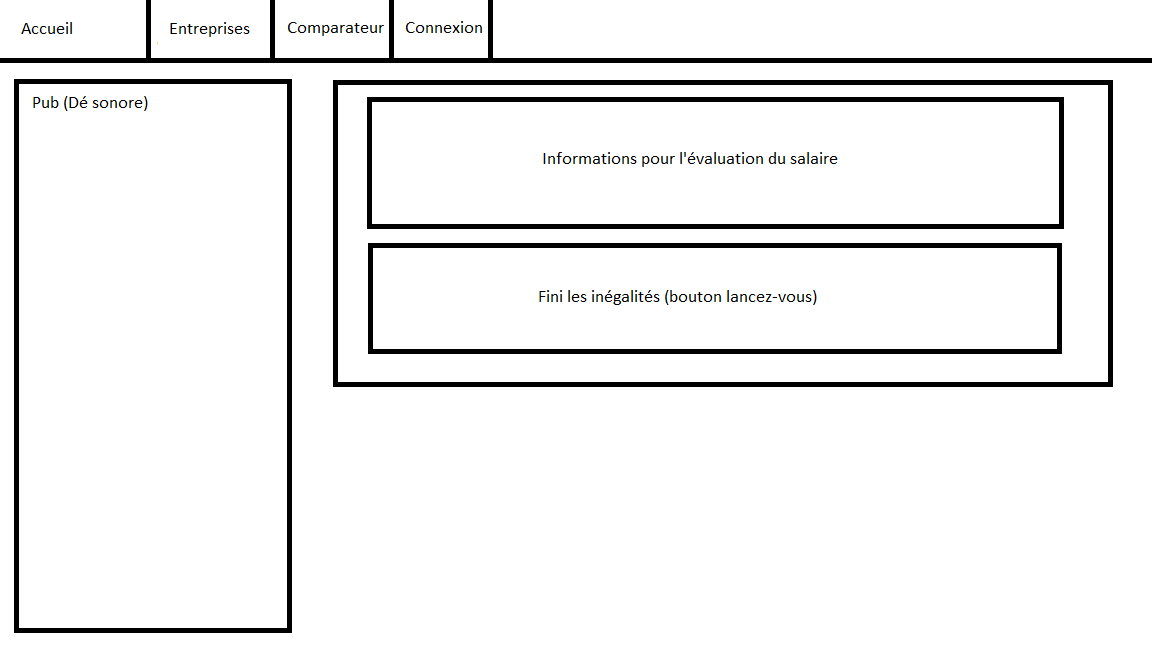 Accueil
Entreprises
Comparateur
Connexion
Pub (Dé sonore)
Informations pour l'évaluation du salaire
Fini les inégalités (bouton lancez-vous)